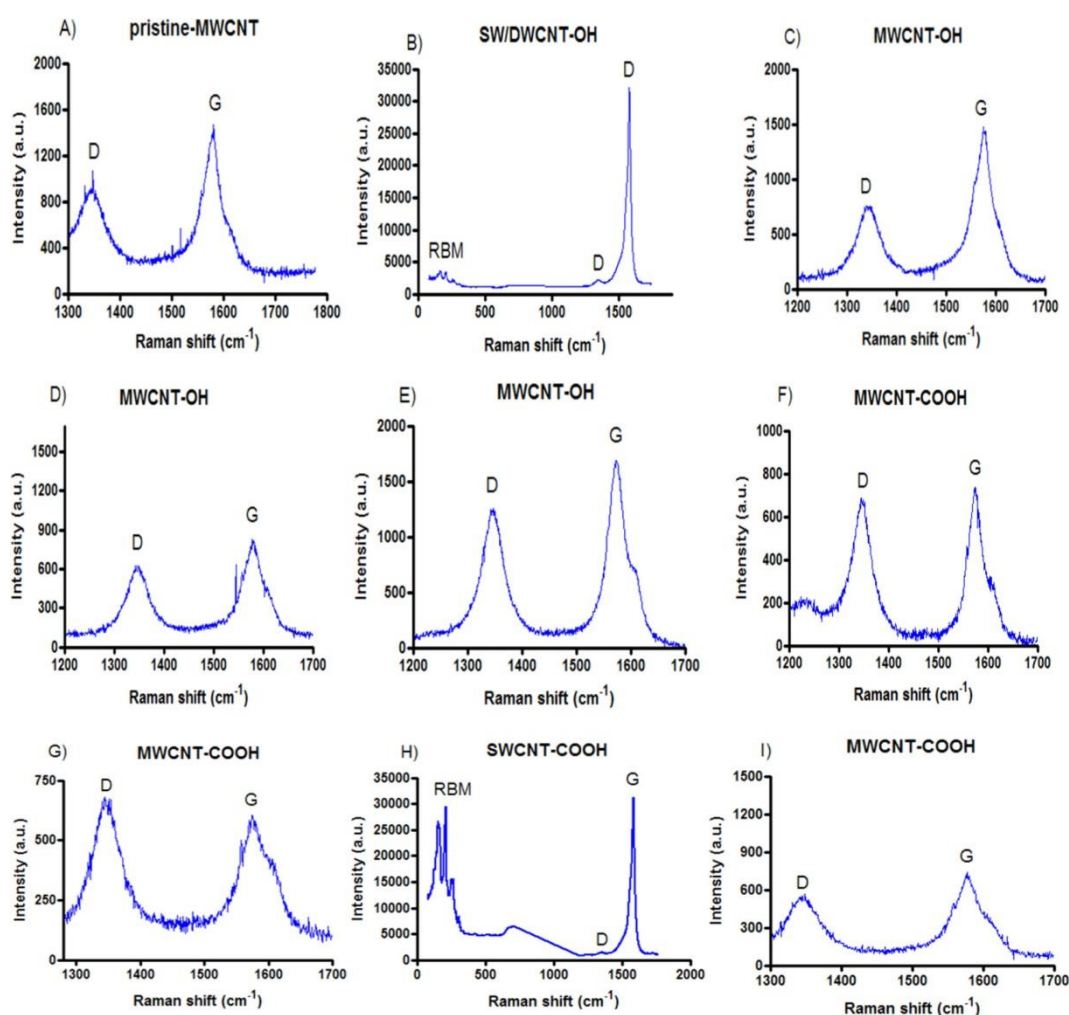 A)
pristine-MWCNT
2000
1600
1200
800
400
0
D
G
1300 1400 1500 1600 1700 1800
Raman shift (cm-1)
Intensity (a.u.)
B)
SW/DWCNT-OH
35000
30000
25000
20000
15000
10000
5000
0
RBM
D
D
0 500 1000 1500
Raman shift (cm-1)
Intensity (a.u.)
C)
MWCNT-OH
2000
1500
1000
500
0
D
G
1200 1300 1400 1500 1600 1700
Raman shift (cm-1)
Intensity (a.u.)
D)
MWCNT-OH
1500
1200
900
600
300
0
D
G
1200 1300 1400 1500 1600 1700
Raman shift (cm-1)
Intensity (a.u.)
E)
MWCNT-OH
2000
1500
1000
500
0
D
G
1200 1300 1400 1500 1600 1700
Raman shift (cm-1)
Intensity (a.u.)
F)
MWCNT-COOH
1000
800
600
400
200
0
D
G
1200 1300 1400 1500 1600 1700
Raman shift (cm-1)
Intensity (a.u.)
G)
MWCNT-COOH
750
500
250
0
D
G
1300 1400 1500 1600 1700
Raman shift (cm-1)
Intensity (a.u.)
H)
SWCNT-COOH
35000
30000
25000
20000
15000
10000
5000
0
RBM
D
G
0 500 1000 1500 2000
Raman shift (cm-1)
Intensity (a.u.)
I)
MWCNT-COOH
1500
1200
900
600
300
0
D
G
1300 1400 1500 1600 1700
Raman shift (cm-1)
Intensity (a.u.)